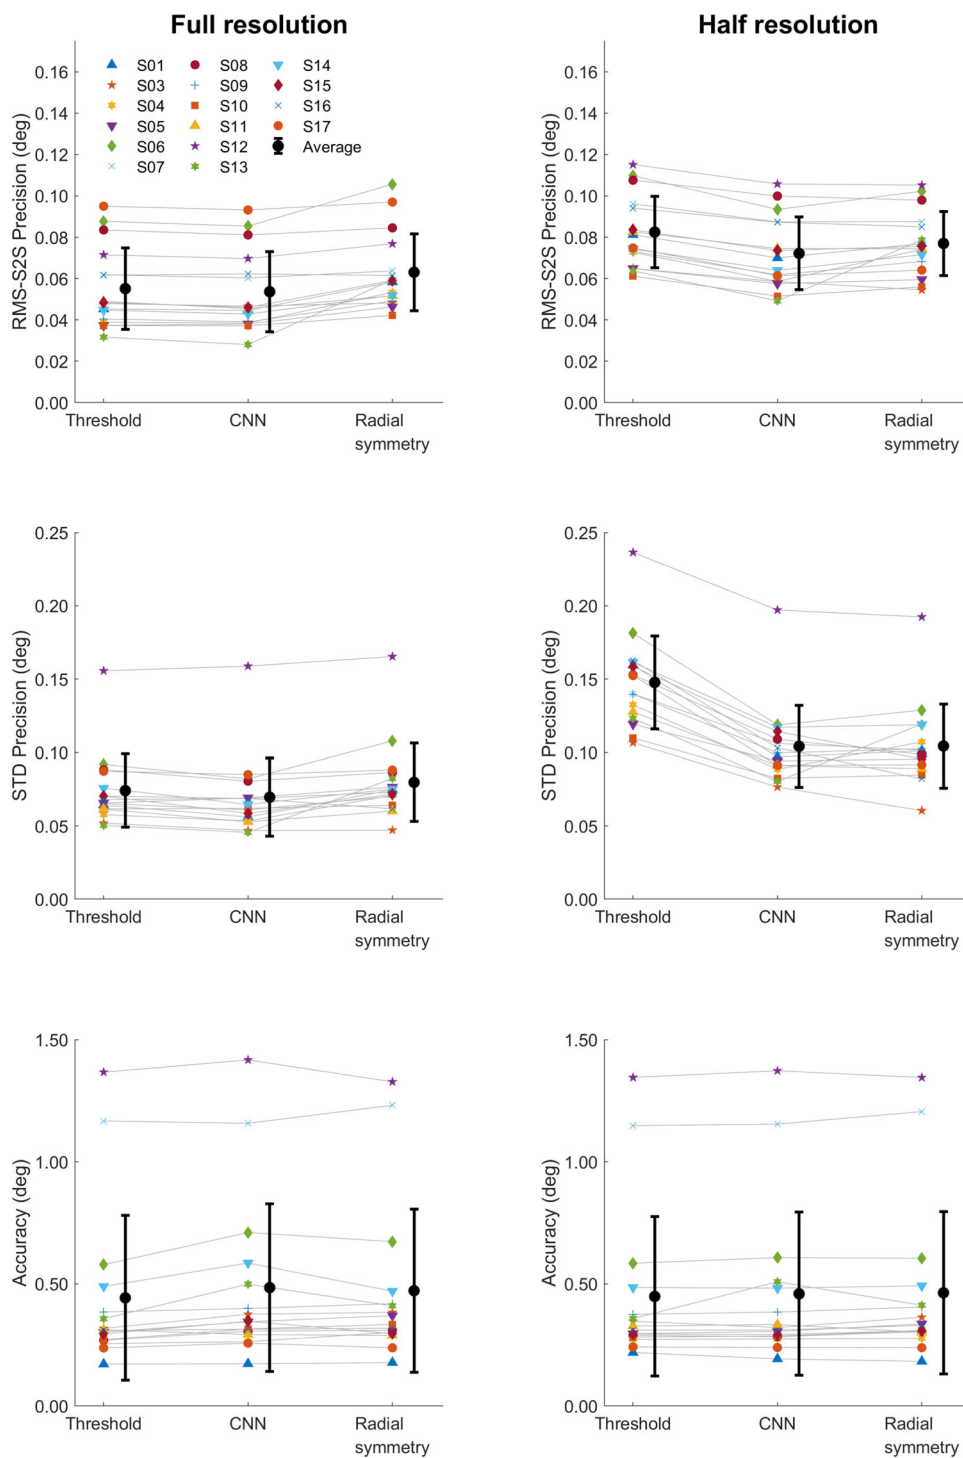 Full resolution
Half resolution
0.16
0.14
0.12
0.10
0.08
0.06
0.04
0.02
0.00
RMS-S2S Precision (deg)
S01
S03
S04
S05
S06
S07
S08
S09
S10
S11
S12
S13
S14
S15
S16
S17
Average
Threshold
CNN
Radial
symmetry
0.16
0.14
0.12
0.10
0.08
0.06
0.04
0.02
0.00
RMS-S2S Precision (deg)
Threshold
CNN
Radial
symmetry
0.25
0.20
0.15
0.10
0.05
0.00
STD Precision (deg)
Threshold
CNN
Radial
symmetry
0.25
0.20
0.15
0.10
0.05
0.00
STD Precision (deg)
Threshold
CNN
Radial
symmetry
1.50
1.00
0.50
0.00
Accuracy (deg)
Threshold
CNN
Radial
symmetry
1.50
1.00
0.50
0.00
Accuracy (deg)
Threshold
CNN
Radial
symmetry